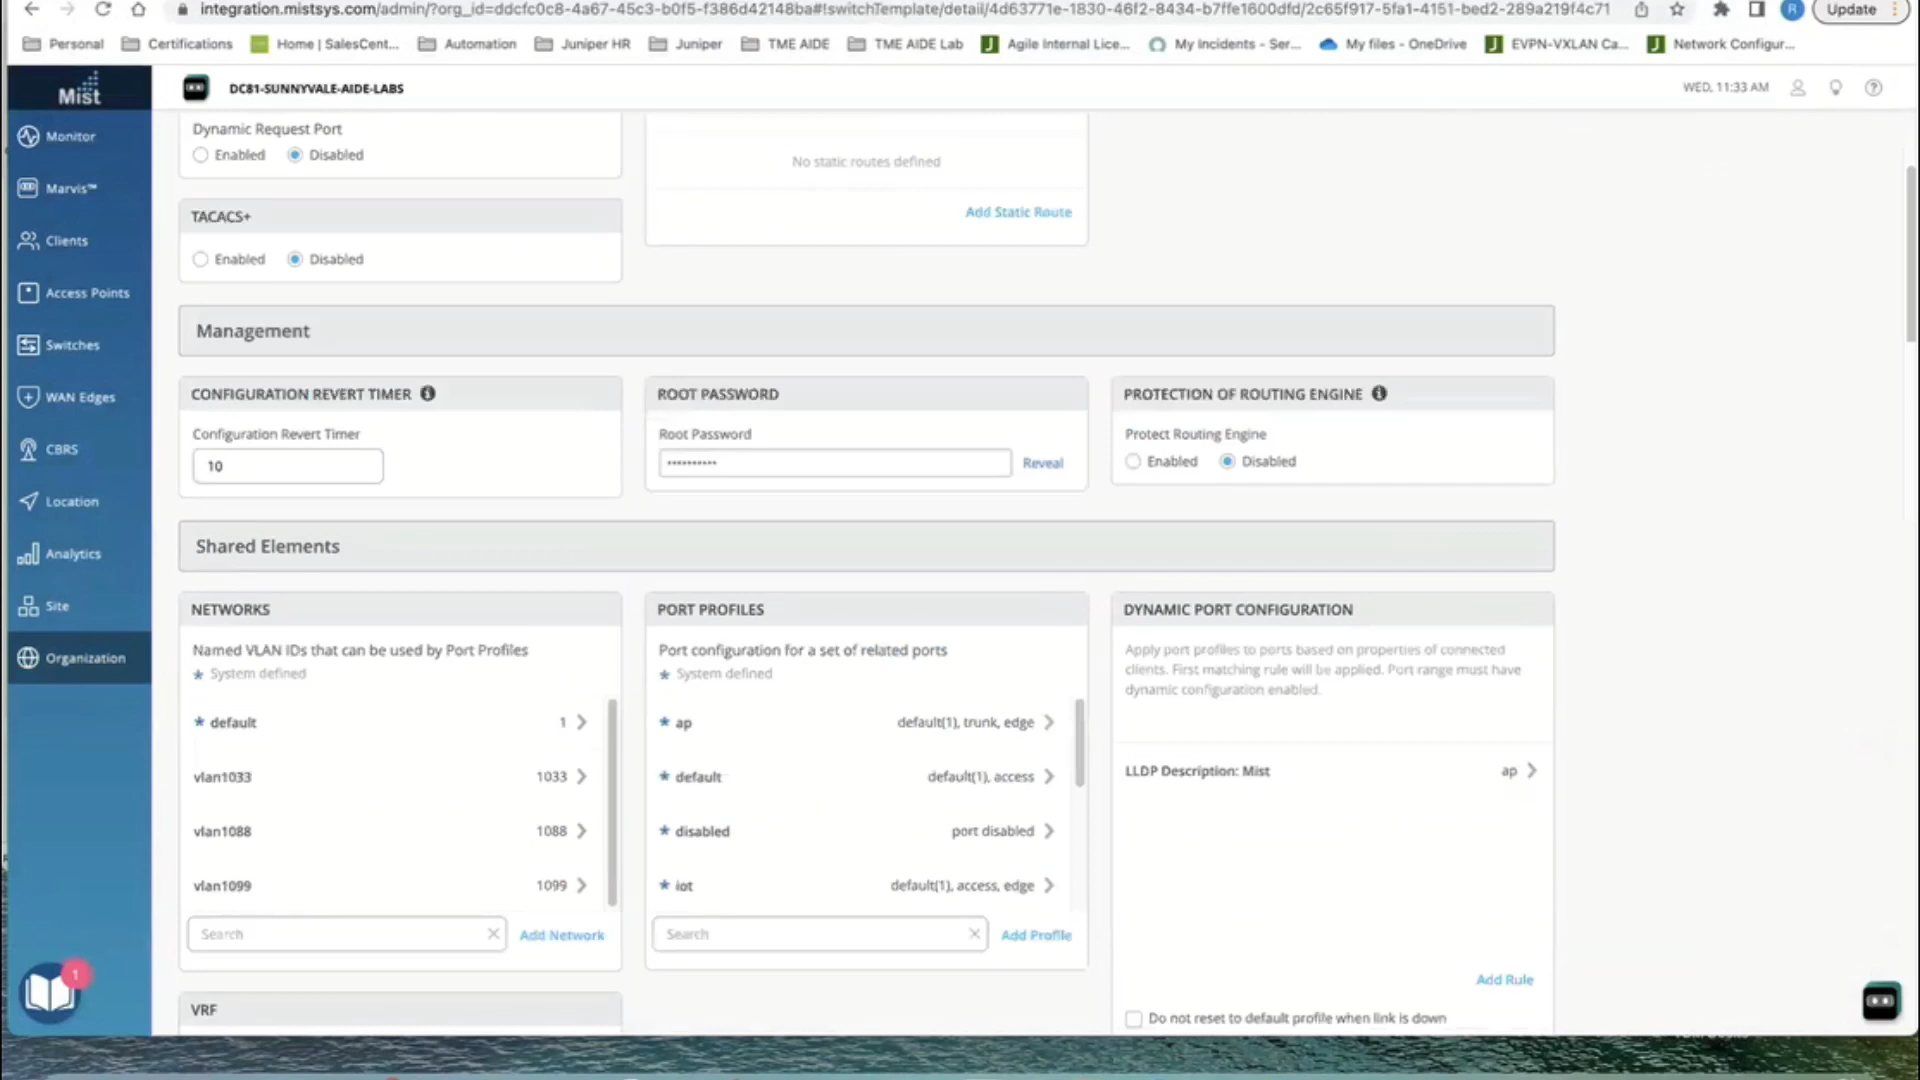 integration.mistsys.com/admin/?org_id=ddcfc0c8-4a67-45c3-b0f5-f386d42148ba#!switchTemplate/detail/4d63771e-1830-46f2-8434-b7ffe1600dfd/2c65f917-5fa1-4151-bed2-289a219f4c71
R
Update
Personal
Certifications
Home | SalesCent...
Automation
Juniper HR
Juniper
TME AIDE
TME AIDE Lab
Agile Internal Lice...
My Incidents - Ser...
My files - OneDrive
EVPN-VXLAN Ca...
Network Configur...
Mist
DC81-SUNNYVALE-AIDE-LABS
WED, 11:33 AM
Monitor
Marvis™
Clients
Access Points
Switches
WAN Edges
CBRS
Location
Analytics
Site
Organization
1
Dynamic Request Port
Enabled Disabled
No static routes defined
Add Static Route
TACACS+
Enabled Disabled
Management
CONFIGURATION REVERT TIMER
Configuration Revert Timer
10
ROOT PASSWORD
Root Password
**********
Reveal
PROTECTION OF ROUTING ENGINE
Protect Routing Engine
Enabled Disabled
Shared Elements
NETWORKS
Named VLAN IDs that can be used by Port Profiles
* System defined
* default 1
vlan1033 1033
vlan1088 1088
vlan1099 1099
Search
Add Network
PORT PROFILES
Port configuration for a set of related ports
* System defined
* ap default(1), trunk, edge
* default default(1), access
* disabled port disabled
* iot default(1), access, edge
Search
Add Profile
DYNAMIC PORT CONFIGURATION
Apply port profiles to ports based on properties of connected
clients. First matching rule will be applied. Port range must have
dynamic configuration enabled.
LLDP Description: Mist ap
Add Rule
Do not reset to default profile when link is down
VRF